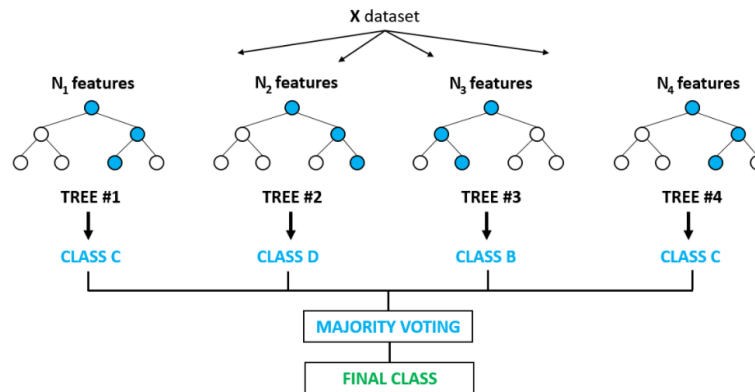 X dataset
N₁ features N₂ features N₃ features N₄ features
TREE #1 TREE #2 TREE #3 TREE #4
CLASS C CLASS D CLASS B CLASS C
MAJORITY VOTING
FINAL CLASS